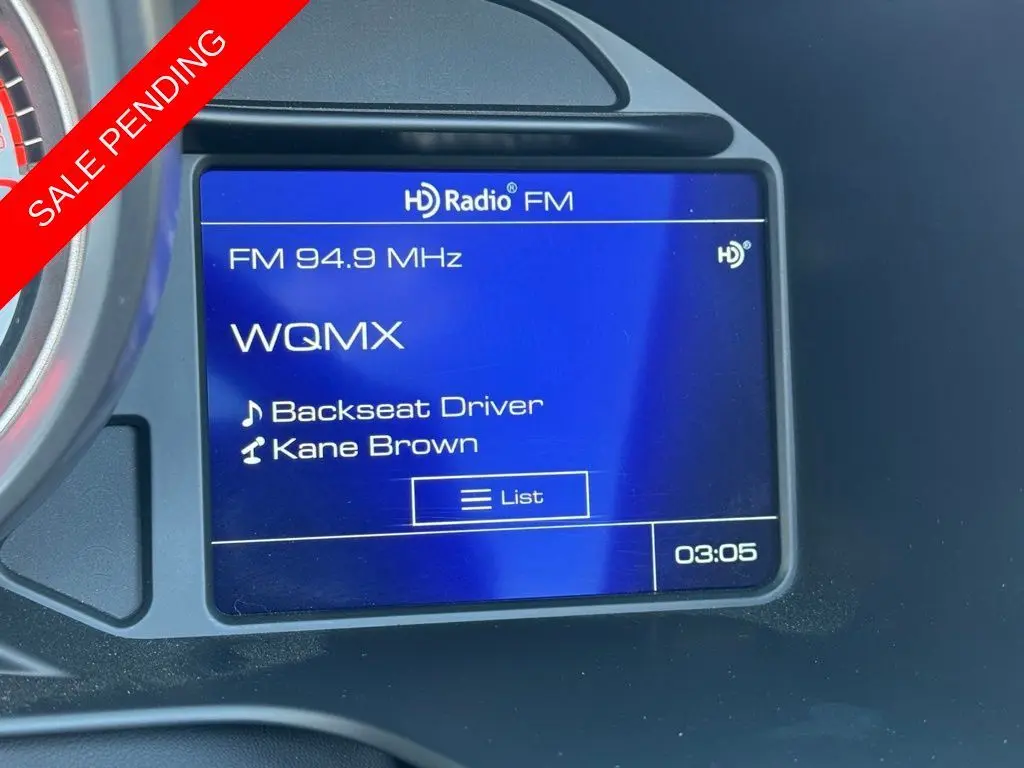 SALE PENDING
HD Radio® FM
FM 94.9 MHz
HD®
WQMX
Backseat Driver
Kane Brown
List
03:05